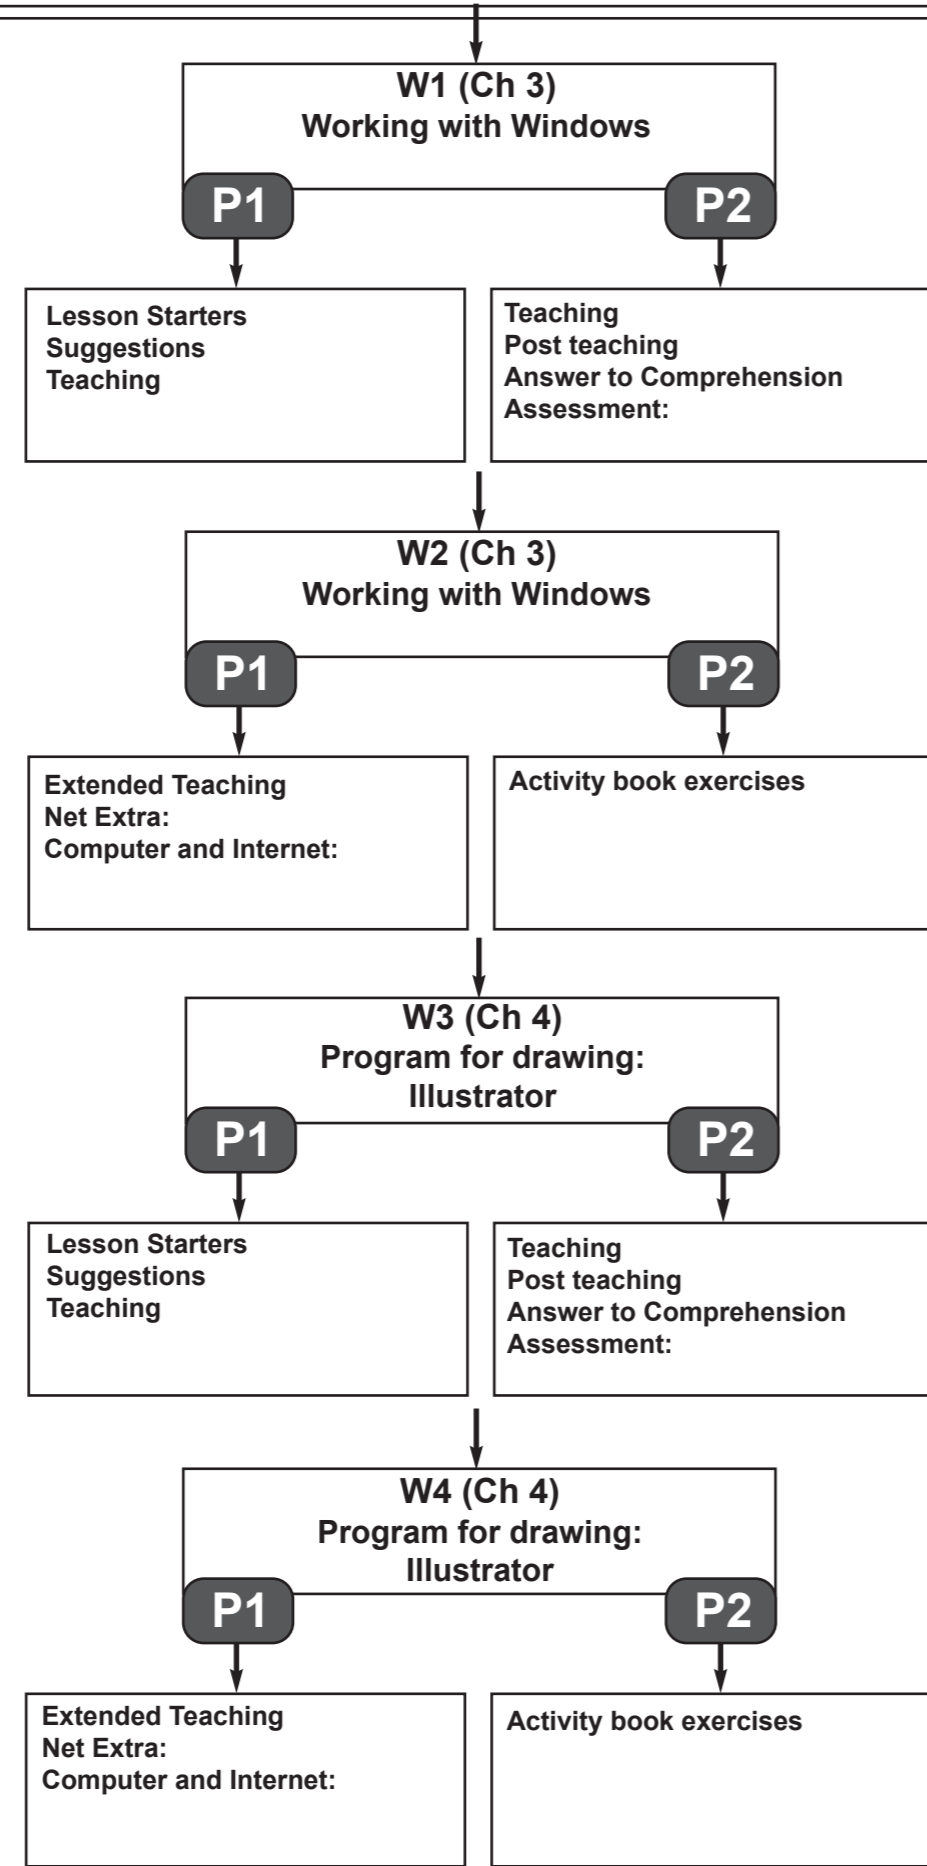 W1 (Ch 3)
Working with Windows
P1
P2
Lesson Starters
Suggestions
Teaching
Teaching
Post teaching
Answer to Comprehension
Assessment:
W2 (Ch 3)
Working with Windows
P1
P2
Extended Teaching
Net Extra:
Computer and Internet:
Activity book exercises
W3 (Ch 4)
Program for drawing:
Illustrator
P1
P2
Lesson Starters
Suggestions
Teaching
Teaching
Post teaching
Answer to Comprehension
Assessment:
W4 (Ch 4)
Program for drawing:
Illustrator
P1
P2
Extended Teaching
Net Extra:
Computer and Internet:
Activity book exercises